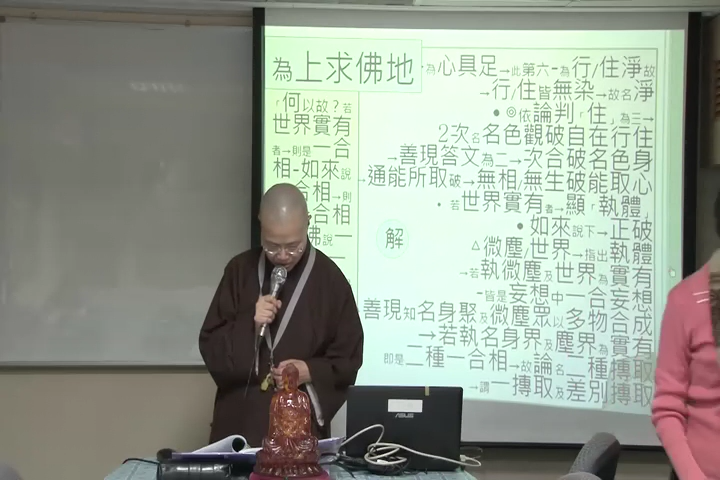 為上求佛地
「何以故？若
世界實有
者→則是一合
相-如來說
合相→則
合相
佛說一
•為心具足→此第六-為行/住淨故
→行/住皆無染→故名淨
•◎依論判「住」為三→
2次名名色觀破自在行住
→善現答文為二→次合破名色身
→通能所取破→無相/無生破能取心
•若世界實有者→顯「執體」
•如來說下→正破
解
△微塵/世界→指出執體
→若執微塵及世界為實有
-皆是妄想中一合妄想
善現知名身聚及微塵眾以多物合成
→若執名身界及塵界為實有
即是二種一合相→故論名二種摶取
→謂一摶取及差別摶取
ASUS